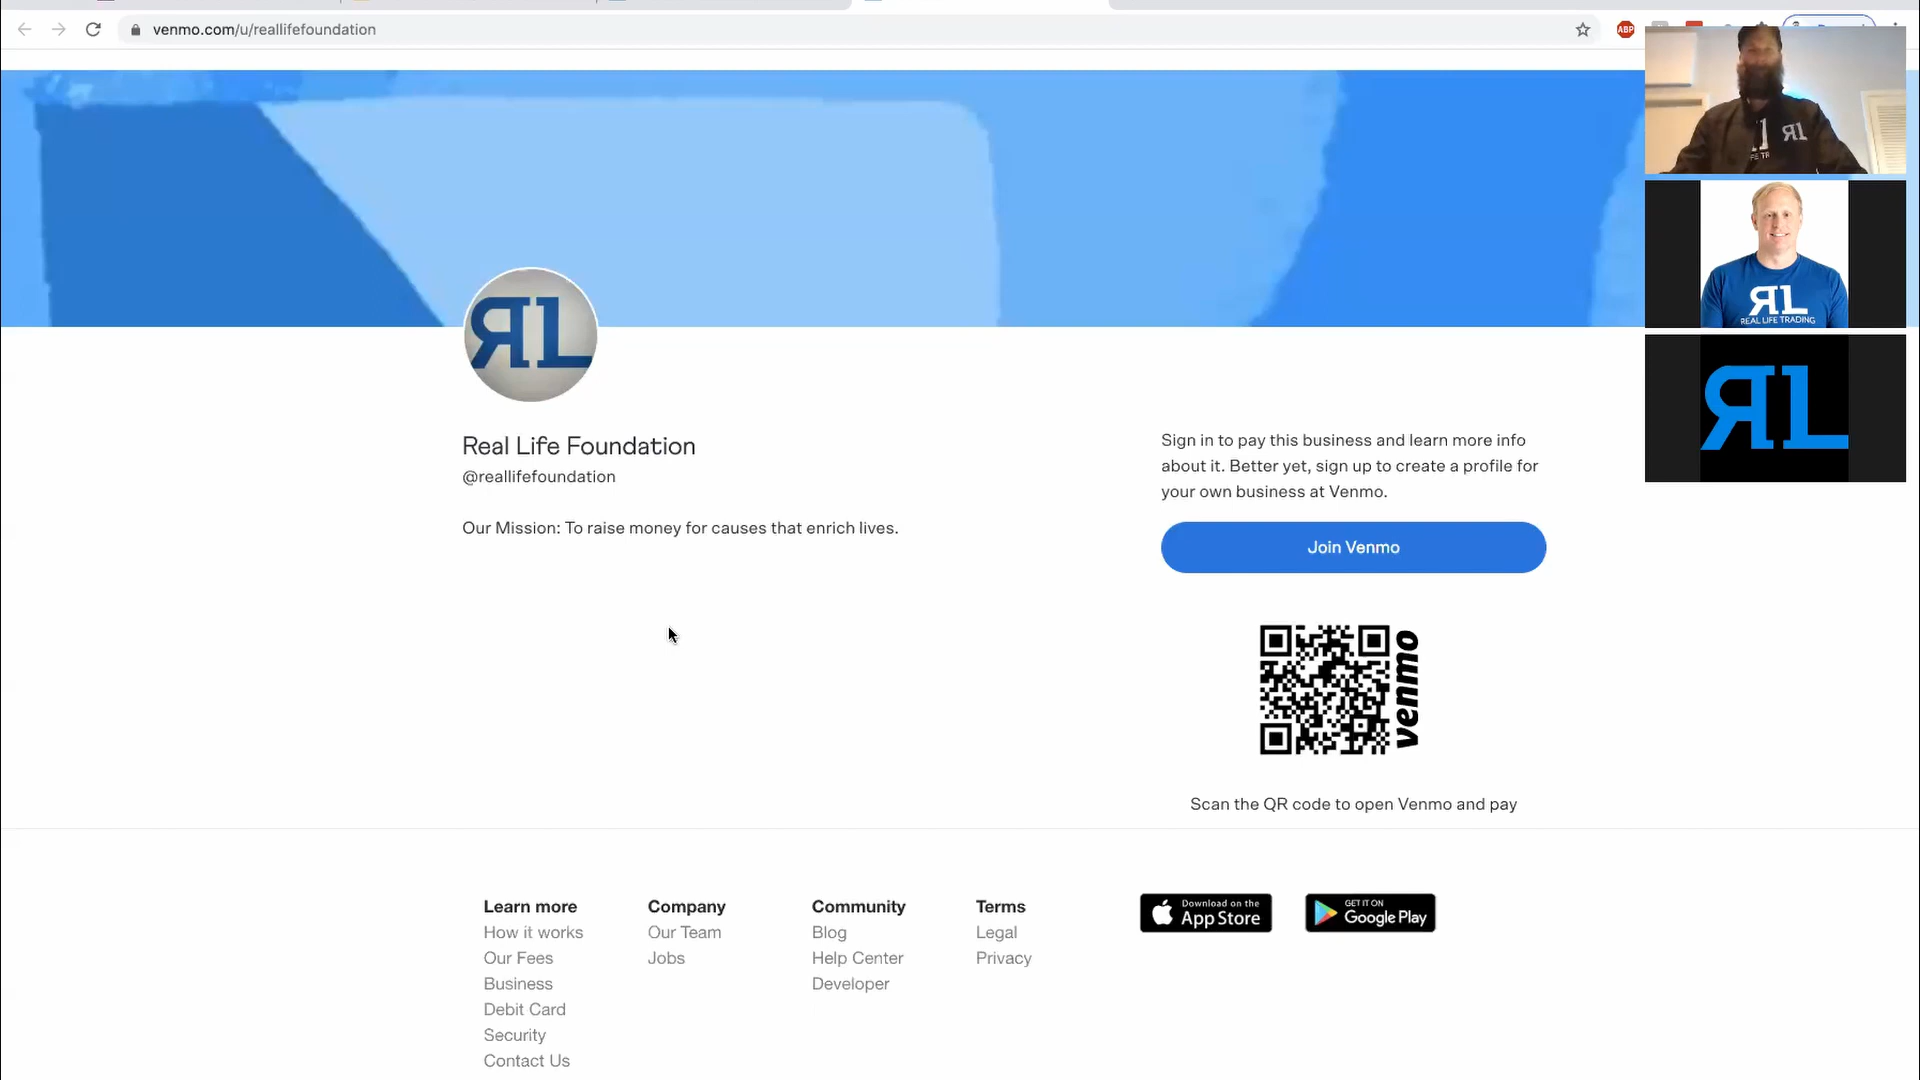 venmo.com/u/reallifefoundation
ABP
RL
REAL LIFE TRADING
RL
RL
Real Life Foundation
@reallifefoundation
Our Mission: To raise money for causes that enrich lives.
Sign in to pay this business and learn more info
about it. Better yet, sign up to create a profile for
your own business at Venmo.
Join Venmo
venmo
Scan the QR code to open Venmo and pay
Learn more
How it works
Our Fees
Business
Debit Card
Security
Contact Us
Company
Our Team
Jobs
Community
Blog
Help Center
Developer
Terms
Legal
Privacy
Download on the
App Store
GET IT ON
Google Play